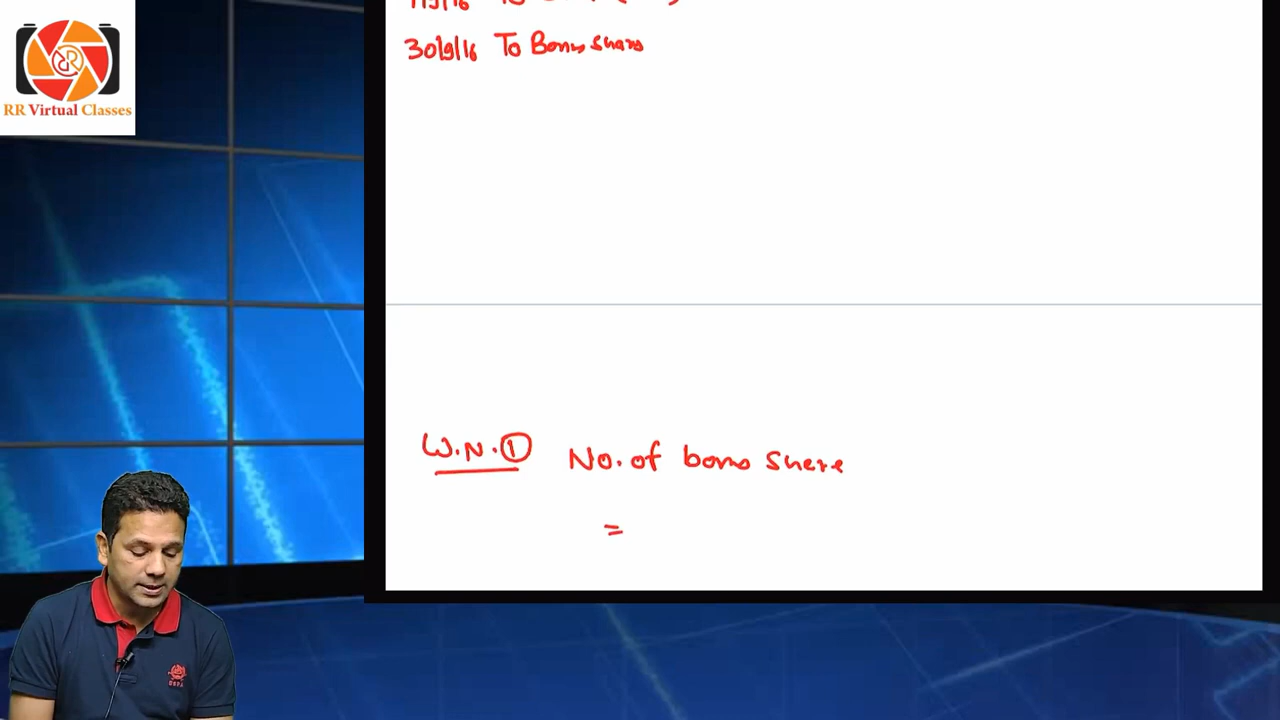 30/9/16 To Bonus Share
W.N. 1 No. of bonus share
=
RR Virtual Classes